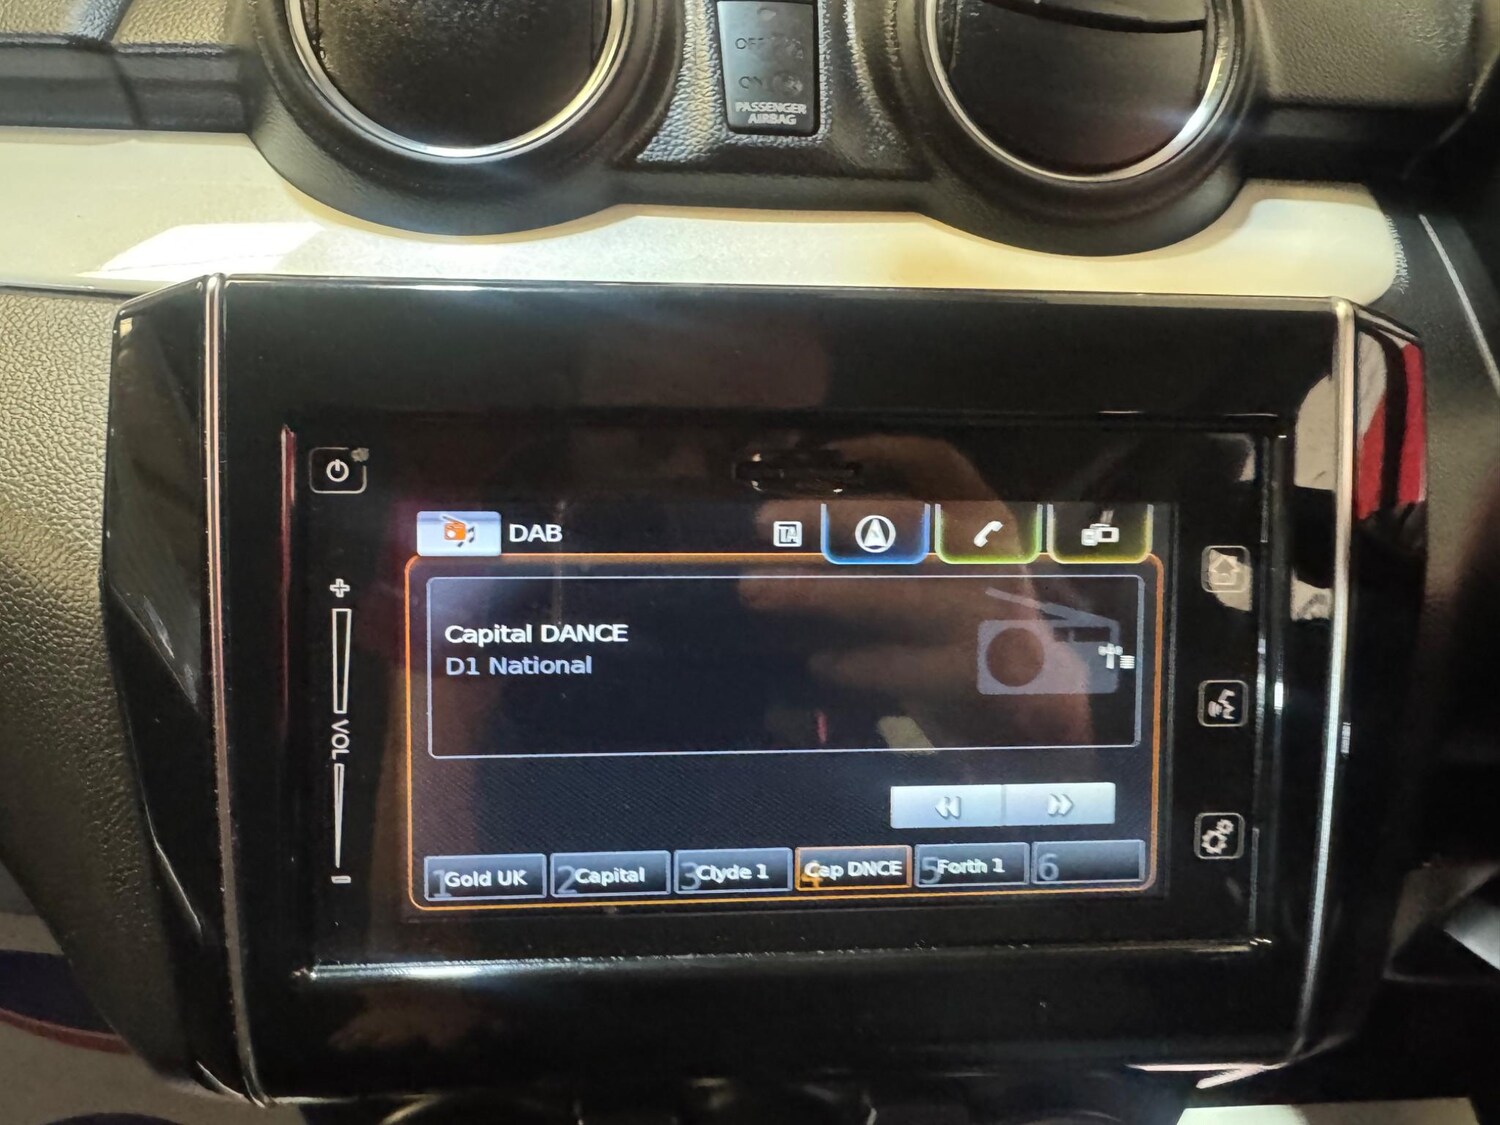 OFF
ON
PASSENGER
AIRBAG
DAB
TA
Capital DANCE
D1 National
VOL
1 Gold UK
2 Capital
3 Clyde 1
4 Cap DNCE
5 Forth 1
6